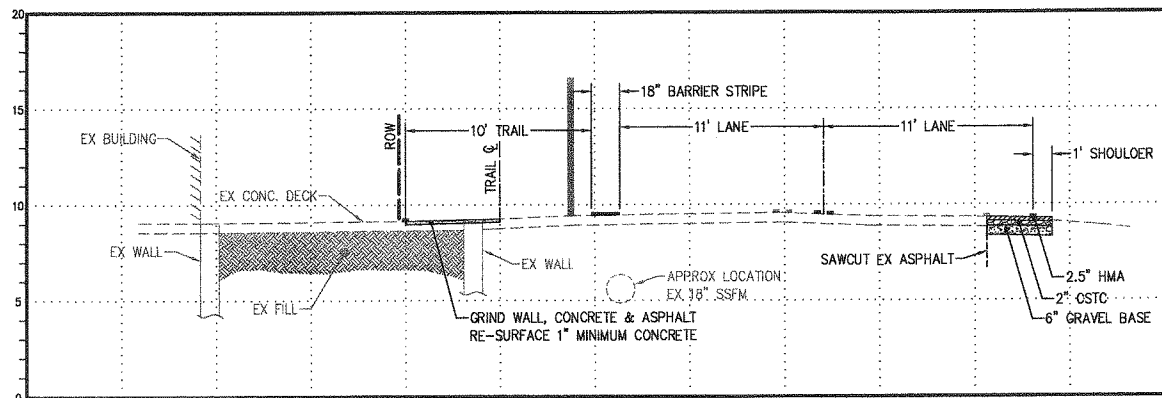 20
15
10
5
0
EX BUILDING
ROW
10' TRAIL
TRAIL ℄
18" BARRIER STRIPE
11' LANE
11' LANE
1' SHOULDER
EX CONC. DECK
EX WALL
EX FILL
EX WALL
GRIND WALL, CONCRETE & ASPHALT
RE-SURFACE 1" MINIMUM CONCRETE
APPROX LOCATION
EX 18" SSFM
SAWCUT EX ASPHALT
2.5" HMA
2" CSTC
6" GRAVEL BASE